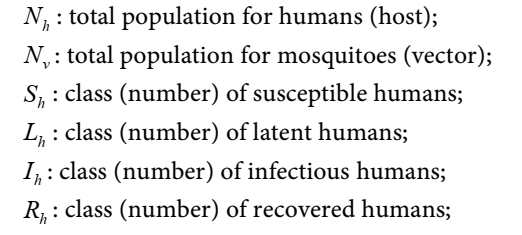 N_h : total population for humans (host);
N_v : total population for mosquitoes (vector);
S_h : class (number) of susceptible humans;
L_h : class (number) of latent humans;
I_h : class (number) of infectious humans;
R_h : class (number) of recovered humans;